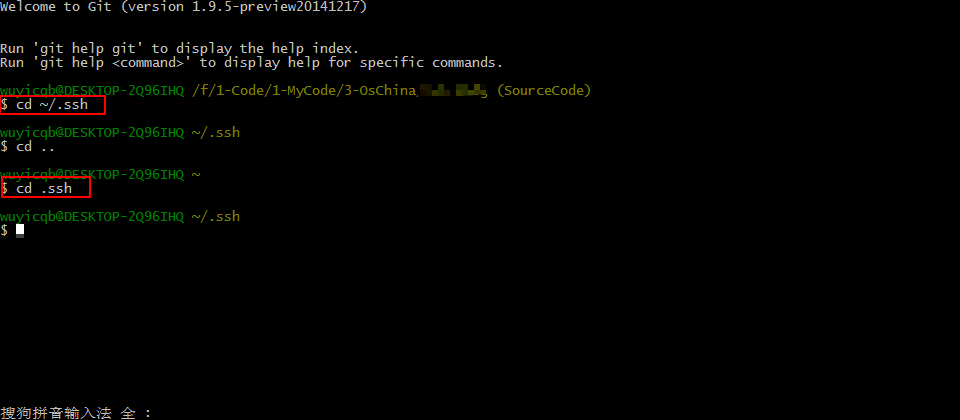 Welcome to Git (version 1.9.5-preview20141217)
Run 'git help git' to display the help index.
Run 'git help <command>' to display help for specific commands.
wuyicqb@DESKTOP-2Q96IHQ /f/1-Code/1-MyCode/3-OsChina/ (SourceCode)
$ cd ~/.ssh
wuyicqb@DESKTOP-2Q96IHQ ~/.ssh
$ cd ..
wuyicqb@DESKTOP-2Q96IHQ ~
$ cd .ssh
wuyicqb@DESKTOP-2Q96IHQ ~/.ssh
$
搜狗拼音输入法 全 :